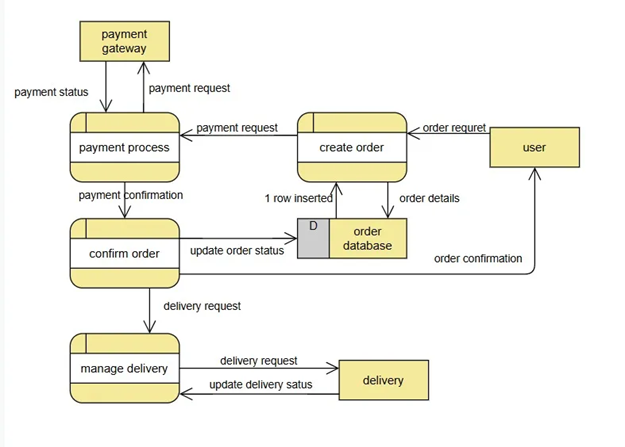 payment
gateway
payment status
payment request
payment process
payment request
create order
order requret
user
payment confirmation
1 row inserted
order details
D
order
database
confirm order
update order status
order confirmation
delivery request
manage delivery
delivery request
update delivery satus
delivery